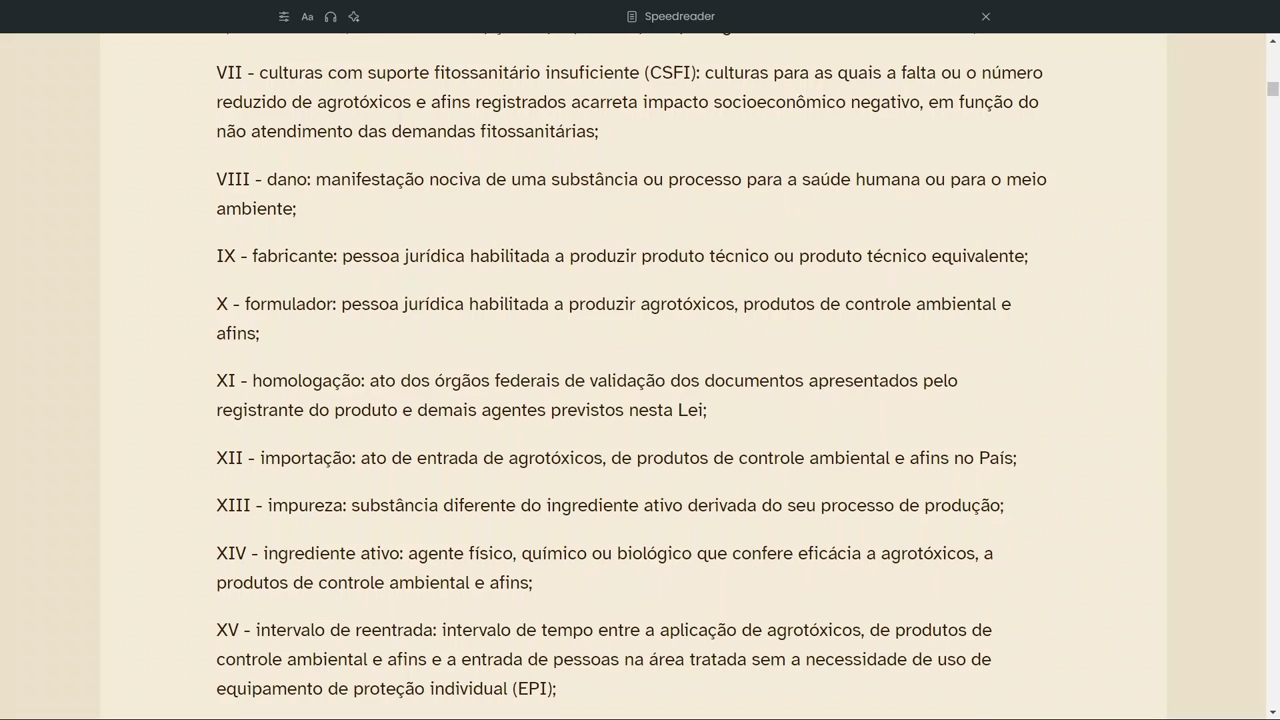 Aa
Speedreader
VII - culturas com suporte fitossanitário insuficiente (CSFI): culturas para as quais a falta ou o número
reduzido de agrotóxicos e afins registrados acarreta impacto socioeconômico negativo, em função do
não atendimento das demandas fitossanitárias;
VIII - dano: manifestação nociva de uma substância ou processo para a saúde humana ou para o meio
ambiente;
IX - fabricante: pessoa jurídica habilitada a produzir produto técnico ou produto técnico equivalente;
X - formulador: pessoa jurídica habilitada a produzir agrotóxicos, produtos de controle ambiental e
afins;
XI - homologação: ato dos órgãos federais de validação dos documentos apresentados pelo
registrante do produto e demais agentes previstos nesta Lei;
XII - importação: ato de entrada de agrotóxicos, de produtos de controle ambiental e afins no País;
XIII - impureza: substância diferente do ingrediente ativo derivada do seu processo de produção;
XIV - ingrediente ativo: agente físico, químico ou biológico que confere eficácia a agrotóxicos, a
produtos de controle ambiental e afins;
XV - intervalo de reentrada: intervalo de tempo entre a aplicação de agrotóxicos, de produtos de
controle ambiental e afins e a entrada de pessoas na área tratada sem a necessidade de uso de
equipamento de proteção individual (EPI);